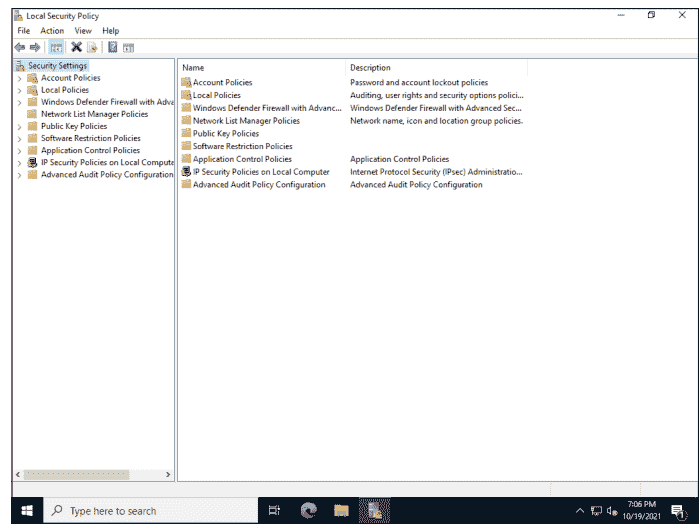 Local Security Policy
File Action View Help
Security Settings
Account Policies
Local Policies
Windows Defender Firewall with Adva
Network List Manager Policies
Public Key Policies
Software Restriction Policies
Application Control Policies
IP Security Policies on Local Compute
Advanced Audit Policy Configuration
Name Description
Account Policies Password and account lockout policies
Local Policies Auditing, user rights and security options polici...
Windows Defender Firewall with Advanc... Windows Defender Firewall with Advanced Sec...
Network List Manager Policies Network name, icon and location group policies.
Public Key Policies
Software Restriction Policies
Application Control Policies Application Control Policies
IP Security Policies on Local Computer Internet Protocol Security (IPsec) Administratio...
Advanced Audit Policy Configuration Advanced Audit Policy Configuration
Type here to search
7:06 PM
10/19/2021